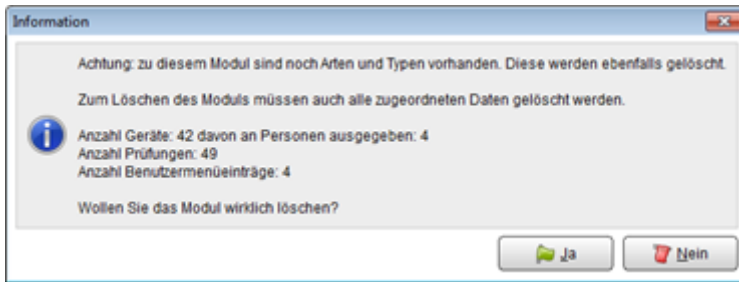 Information
Achtung: zu diesem Modul sind noch Arten und Typen vorhanden. Diese werden ebenfalls gelöscht.
Zum Löschen des Moduls müssen auch alle zugeordneten Daten gelöscht werden.
Anzahl Geräte: 42 davon an Personen ausgegeben: 4
Anzahl Prüfungen: 49
Anzahl Benutzermenüeinträge: 4
Wollen Sie das Modul wirklich löschen?
Ja Nein